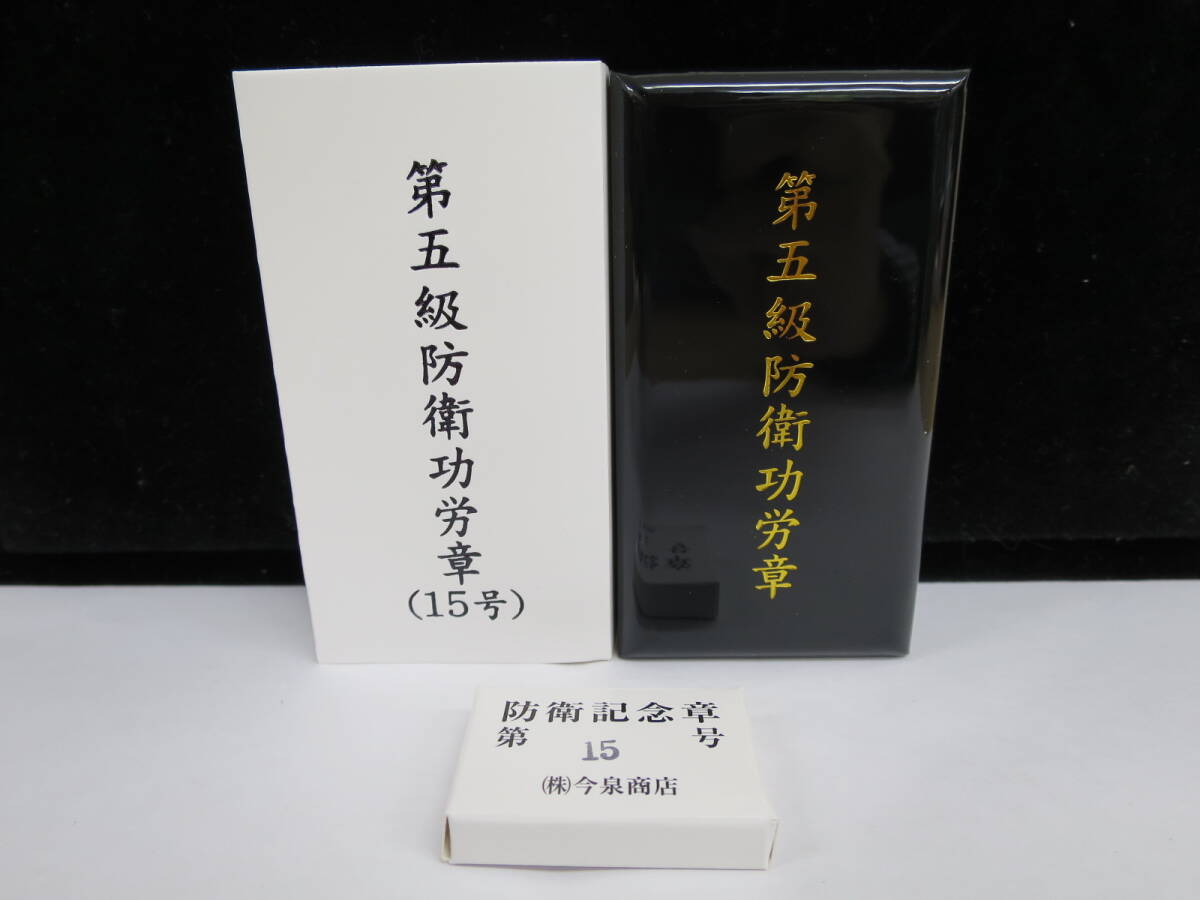 第五級防衛功労章
(15号)
第五級防衛功労章
防衛記念章
第 15 号
㈱今泉商店